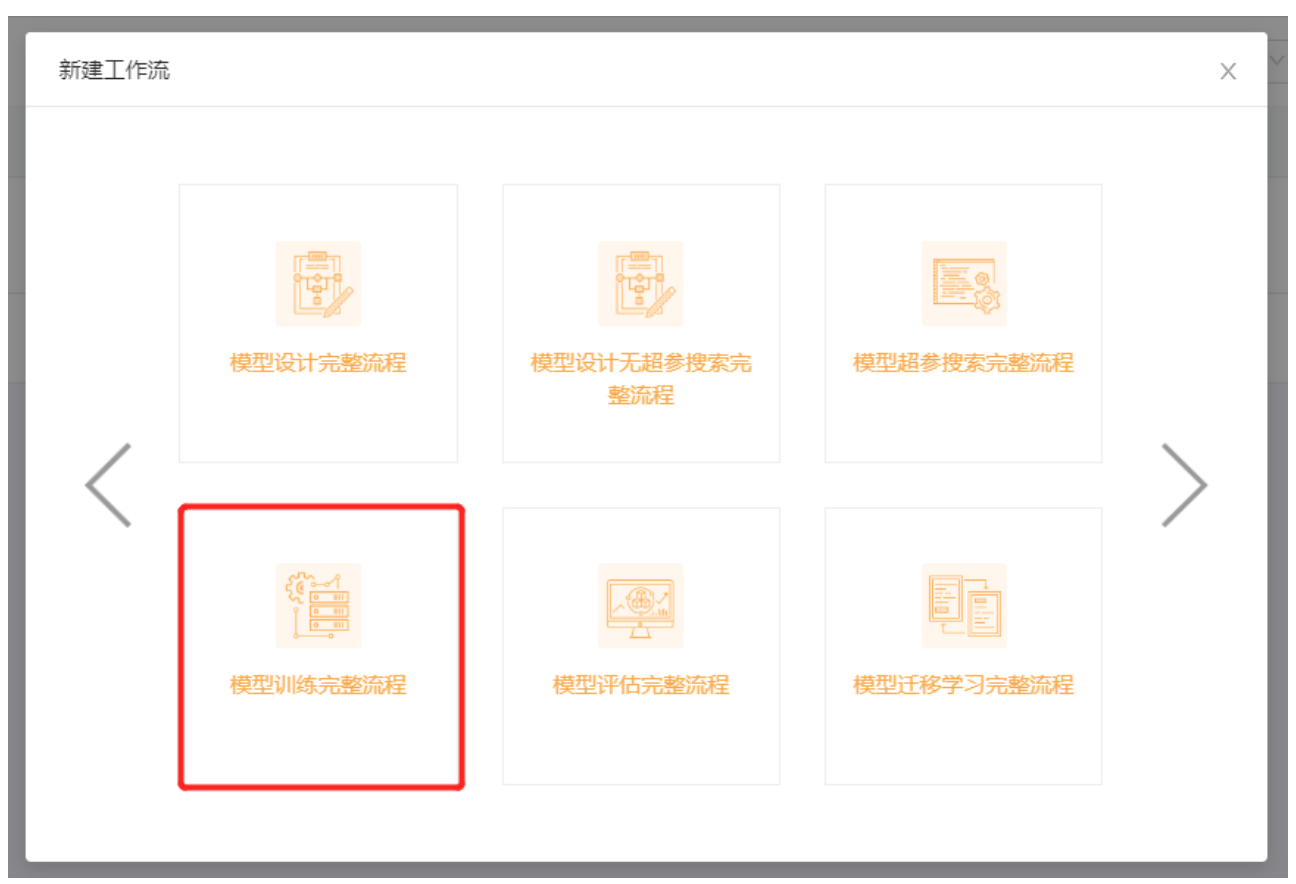 新建工作流
模型设计完整流程
模型设计无超参搜索完
整流程
模型超参搜索完整流程
模型训练完整流程
模型评估完整流程
模型迁移学习完整流程